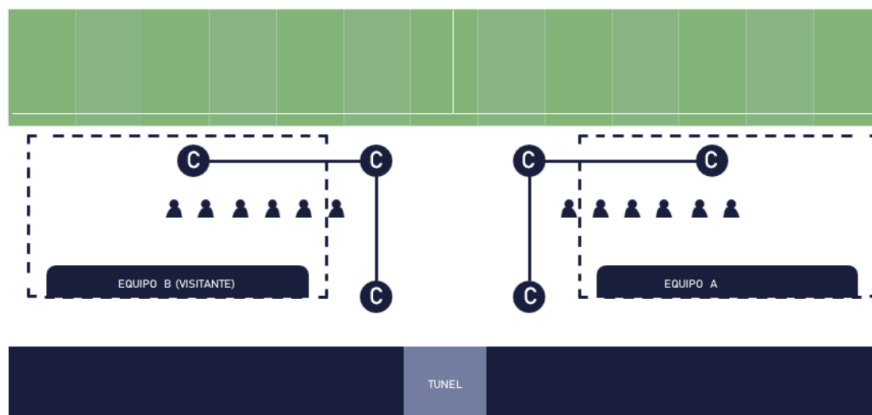 C C C C
EQUIPO B (VISITANTE)
EQUIPO A
C C
TUNEL